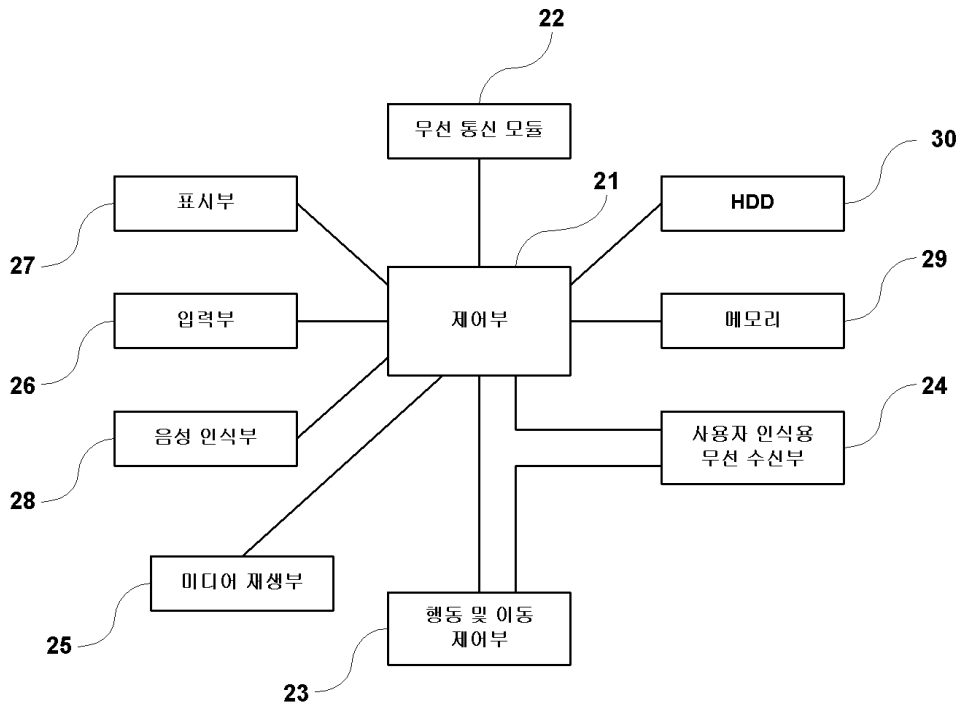 22
무선 통신 모듈
30
21
표시부
HDD
27
29
입력부
제어부
메모리
26
24
음성 인식부
사용자 인식용
무선 수신부
28
미디어 재생부
행동 및 이동
제어부
25
23